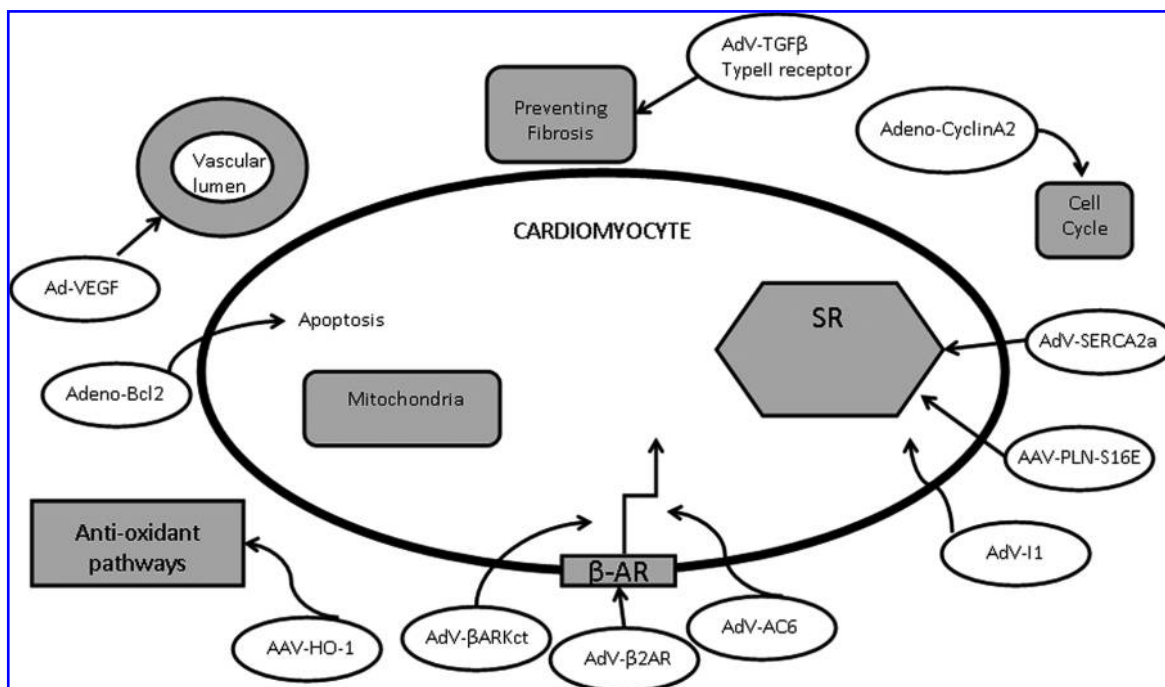 AdV-TGFβ
TypeII receptor
Preventing
Fibrosis
Adeno-CyclinA2
Vascular
lumen
Cell
Cycle
CARDIOMYOCYTE
Ad-VEGF
SR
Apoptosis
AdV-SERCA2a
Adeno-Bcl2
Mitochondria
AAV-PLN-S16E
Anti-oxidant
pathways
AdV-I1
β-AR
AdV-AC6
AdV-βARKct
AAV-HO-1
AdV-β2AR